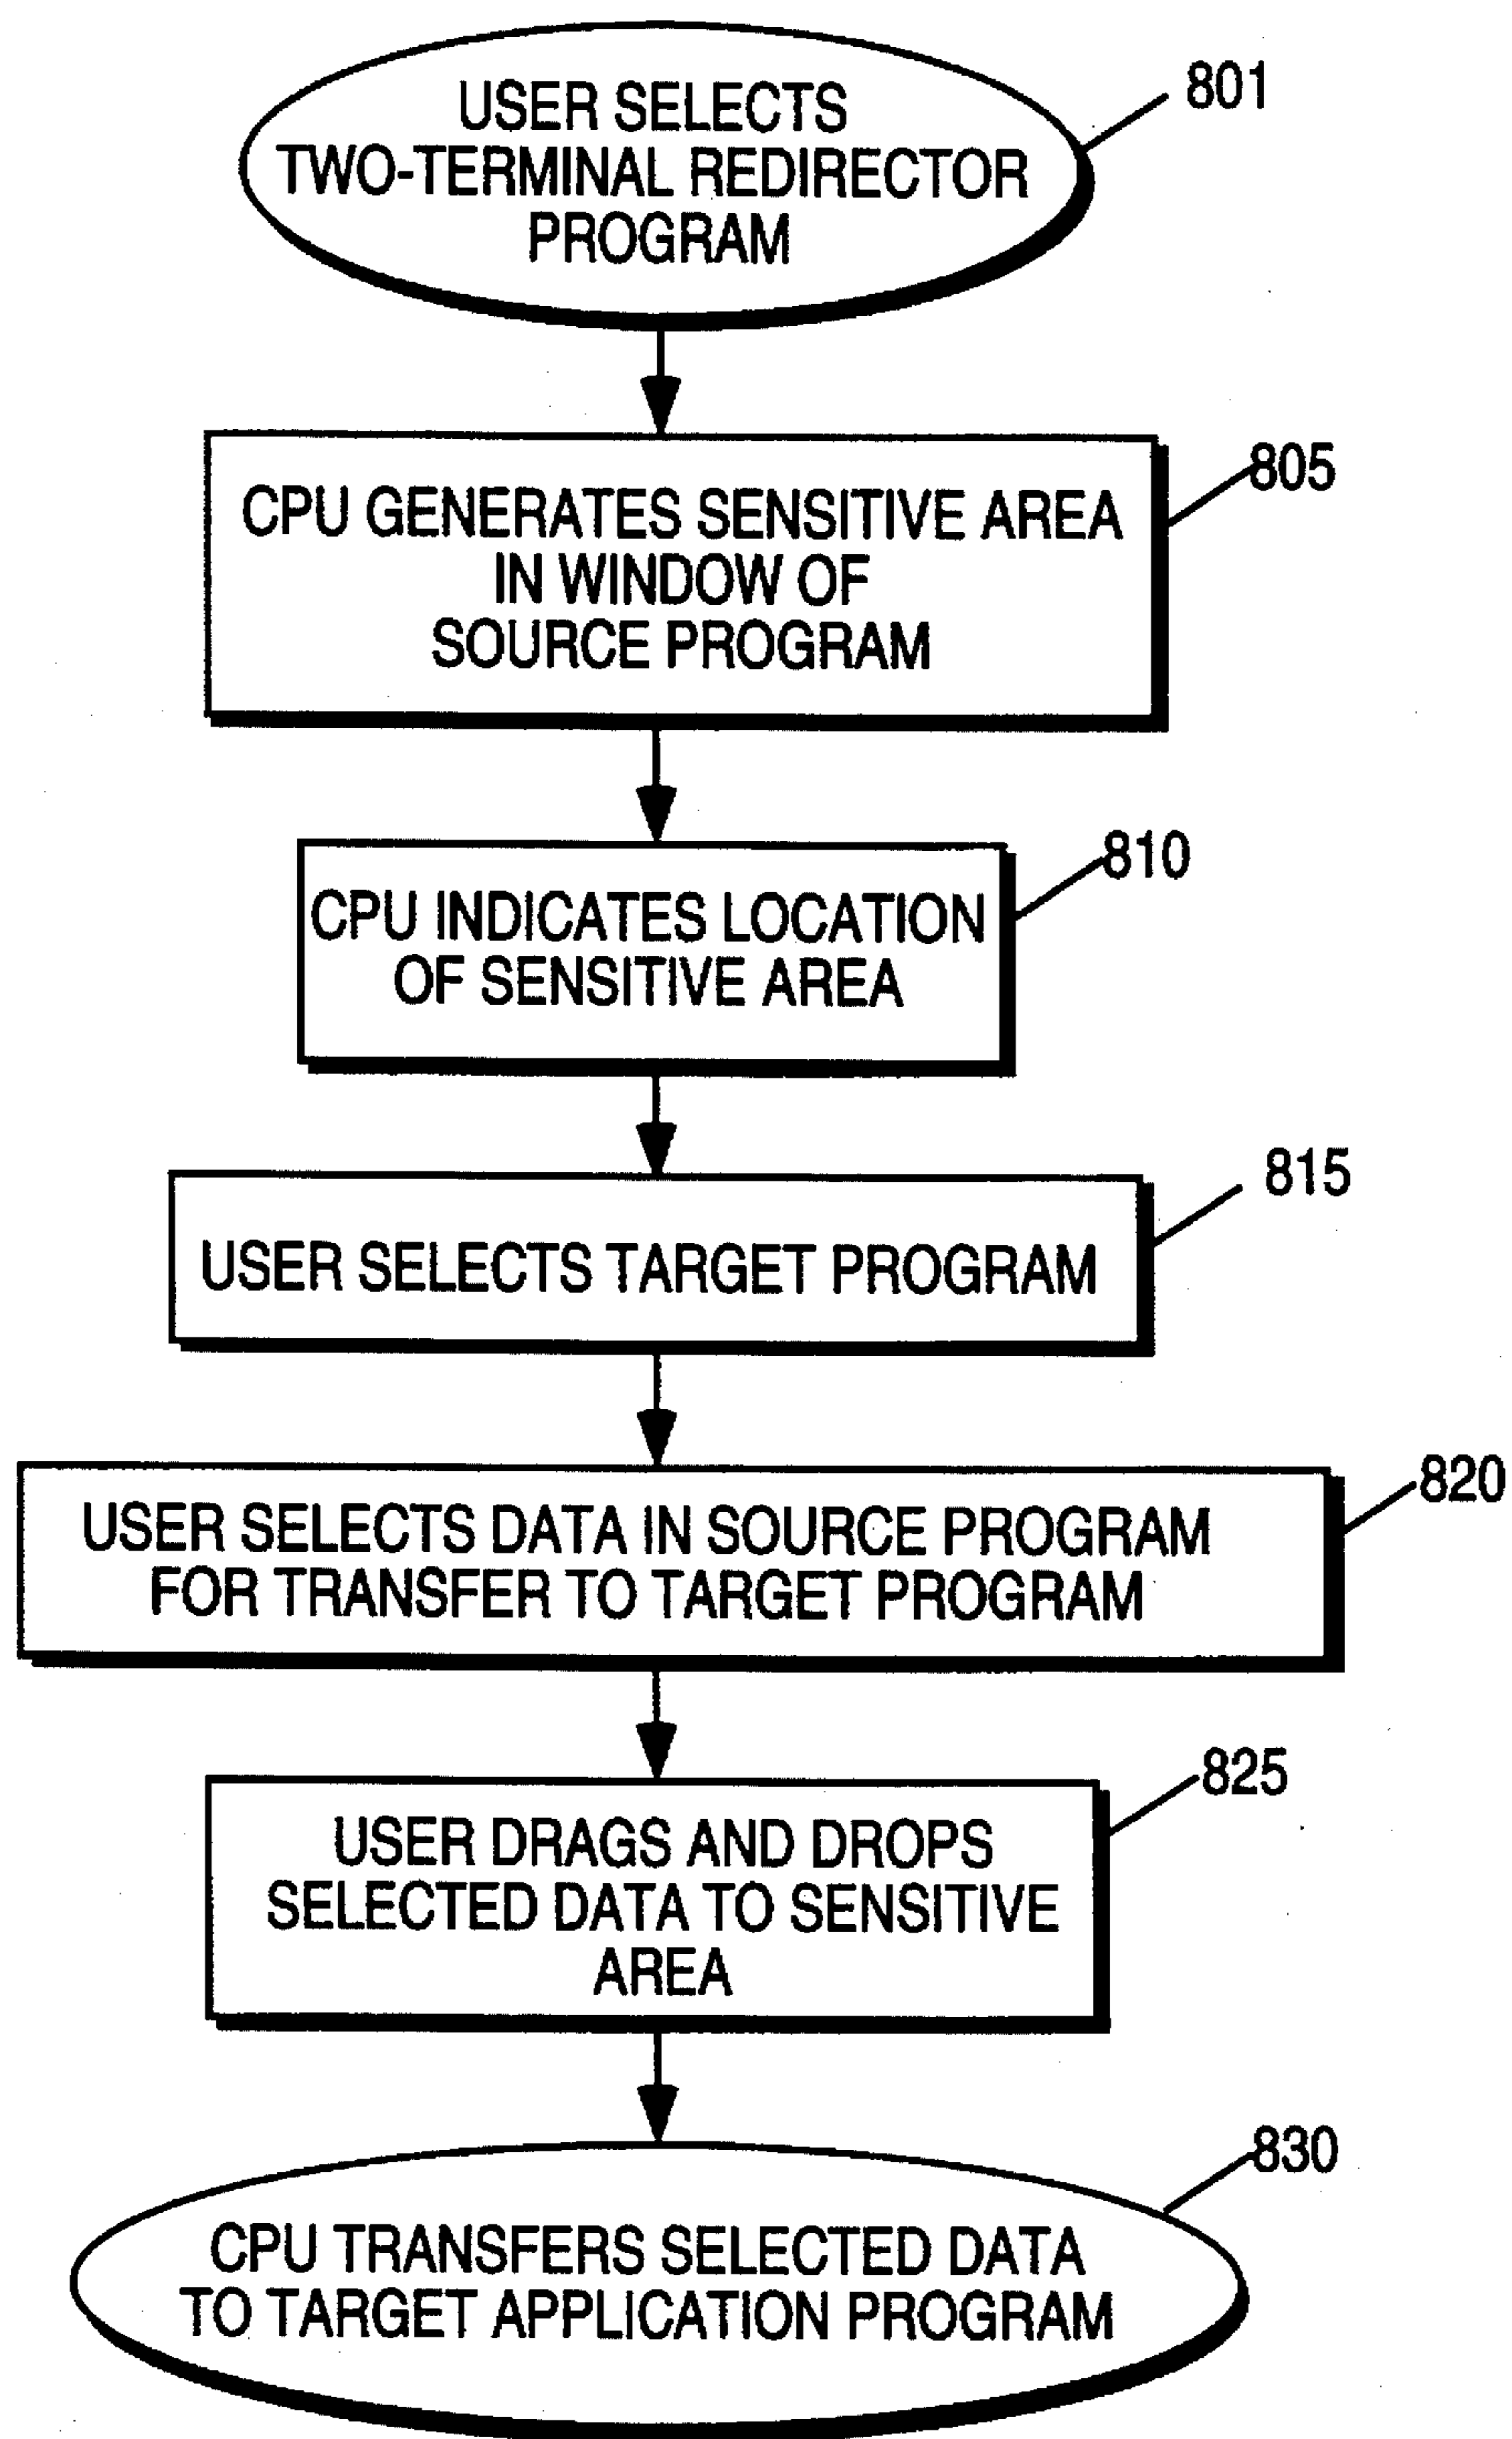 USER SELECTS
TWO-TERMINAL REDIRECTOR
PROGRAM
801
CPU GENERATES SENSITIVE AREA
IN WINDOW OF
SOURCE PROGRAM
805
CPU INDICATES LOCATION
OF SENSITIVE AREA
810
USER SELECTS TARGET PROGRAM
815
USER SELECTS DATA IN SOURCE PROGRAM
FOR TRANSFER TO TARGET PROGRAM
820
USER DRAGS AND DROPS
SELECTED DATA TO SENSITIVE
AREA
825
CPU TRANSFERS SELECTED DATA
TO TARGET APPLICATION PROGRAM
830